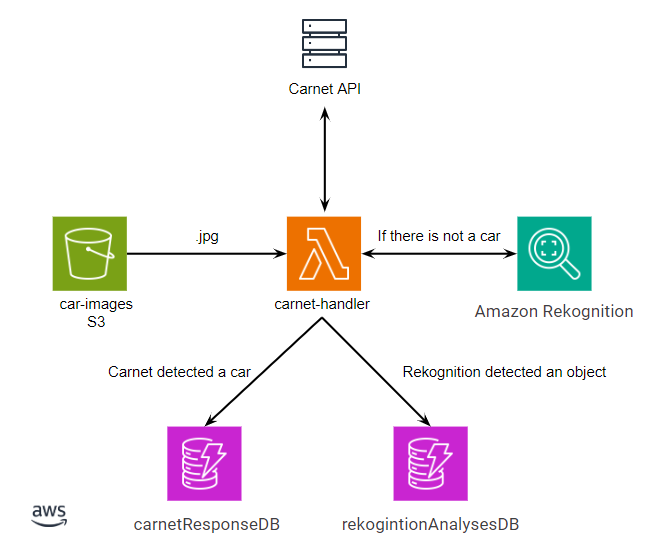 Carnet API
.jpg
If there is not a car
car-images
S3
carnet-handler
Amazon Rekognition
Carnet detected a car
Rekognition detected an object
aws
carnetResponseDB
rekogintionAnalysesDB